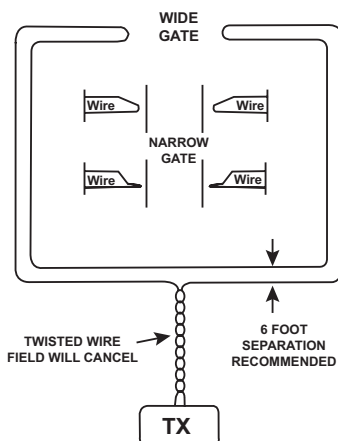 WIDE
GATE
Wire
Wire
NARROW
GATE
Wire
Wire
TWISTED WIRE
FIELD WILL CANCEL
6 FOOT
SEPARATION
RECOMMENDED
TX